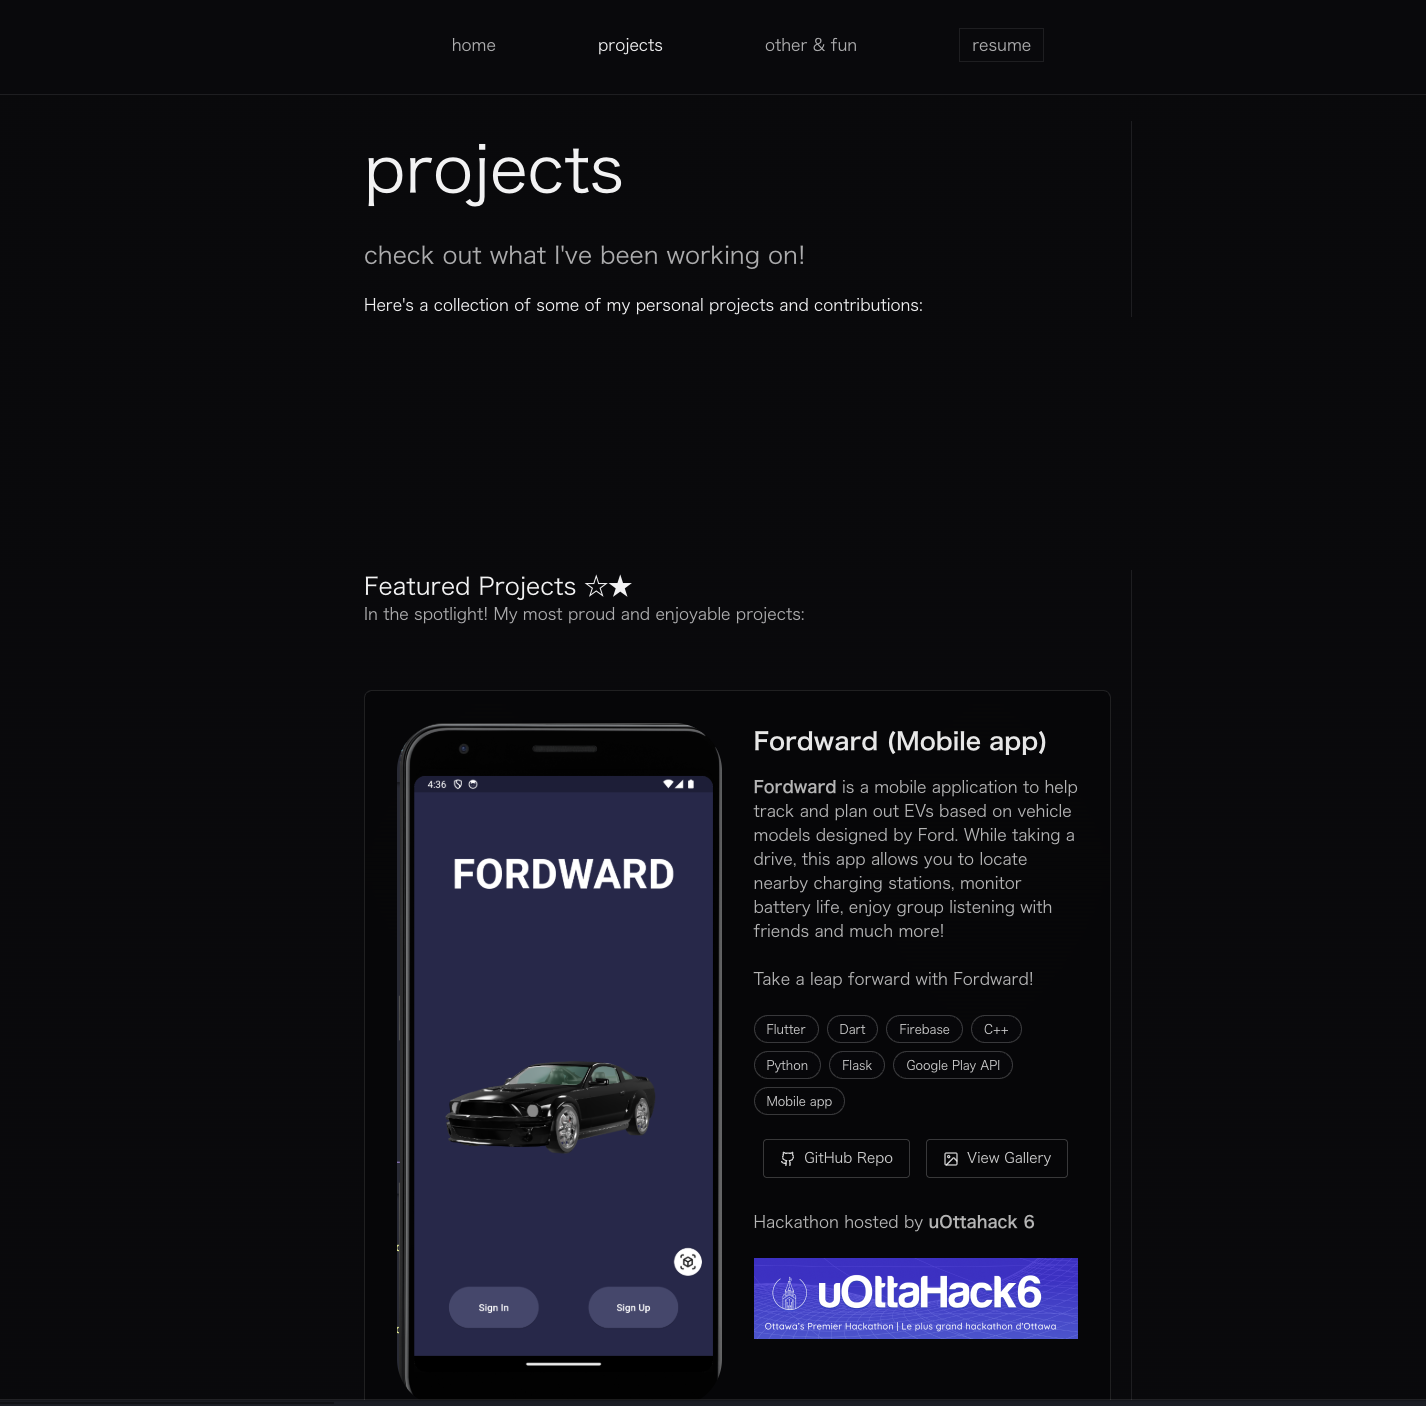 home
projects
other & fun
resume
projects
check out what I've been working on!
Here's a collection of some of my personal projects and contributions:
Featured Projects ☆★
In the spotlight! My most proud and enjoyable projects:
4:36
FORDWARD
Sign In
Sign Up
Fordward (Mobile app)
Fordward is a mobile application to help
track and plan out EVs based on vehicle
models designed by Ford. While taking a
drive, this app allows you to locate
nearby charging stations, monitor
battery life, enjoy group listening with
friends and much more!
Take a leap forward with Fordward!
Flutter
Dart
Firebase
C++
Python
Flask
Google Play API
Mobile app
GitHub Repo
View Gallery
Hackathon hosted by uOttahack 6
uOttaHack6
Ottawa's Premier Hackathon | Le plus grand hackathon d'Ottawa